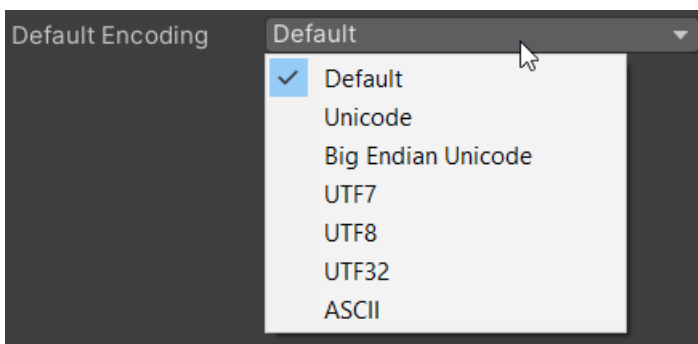 Default Encoding Default
Default
Unicode
Big Endian Unicode
UTF7
UTF8
UTF32
ASCII